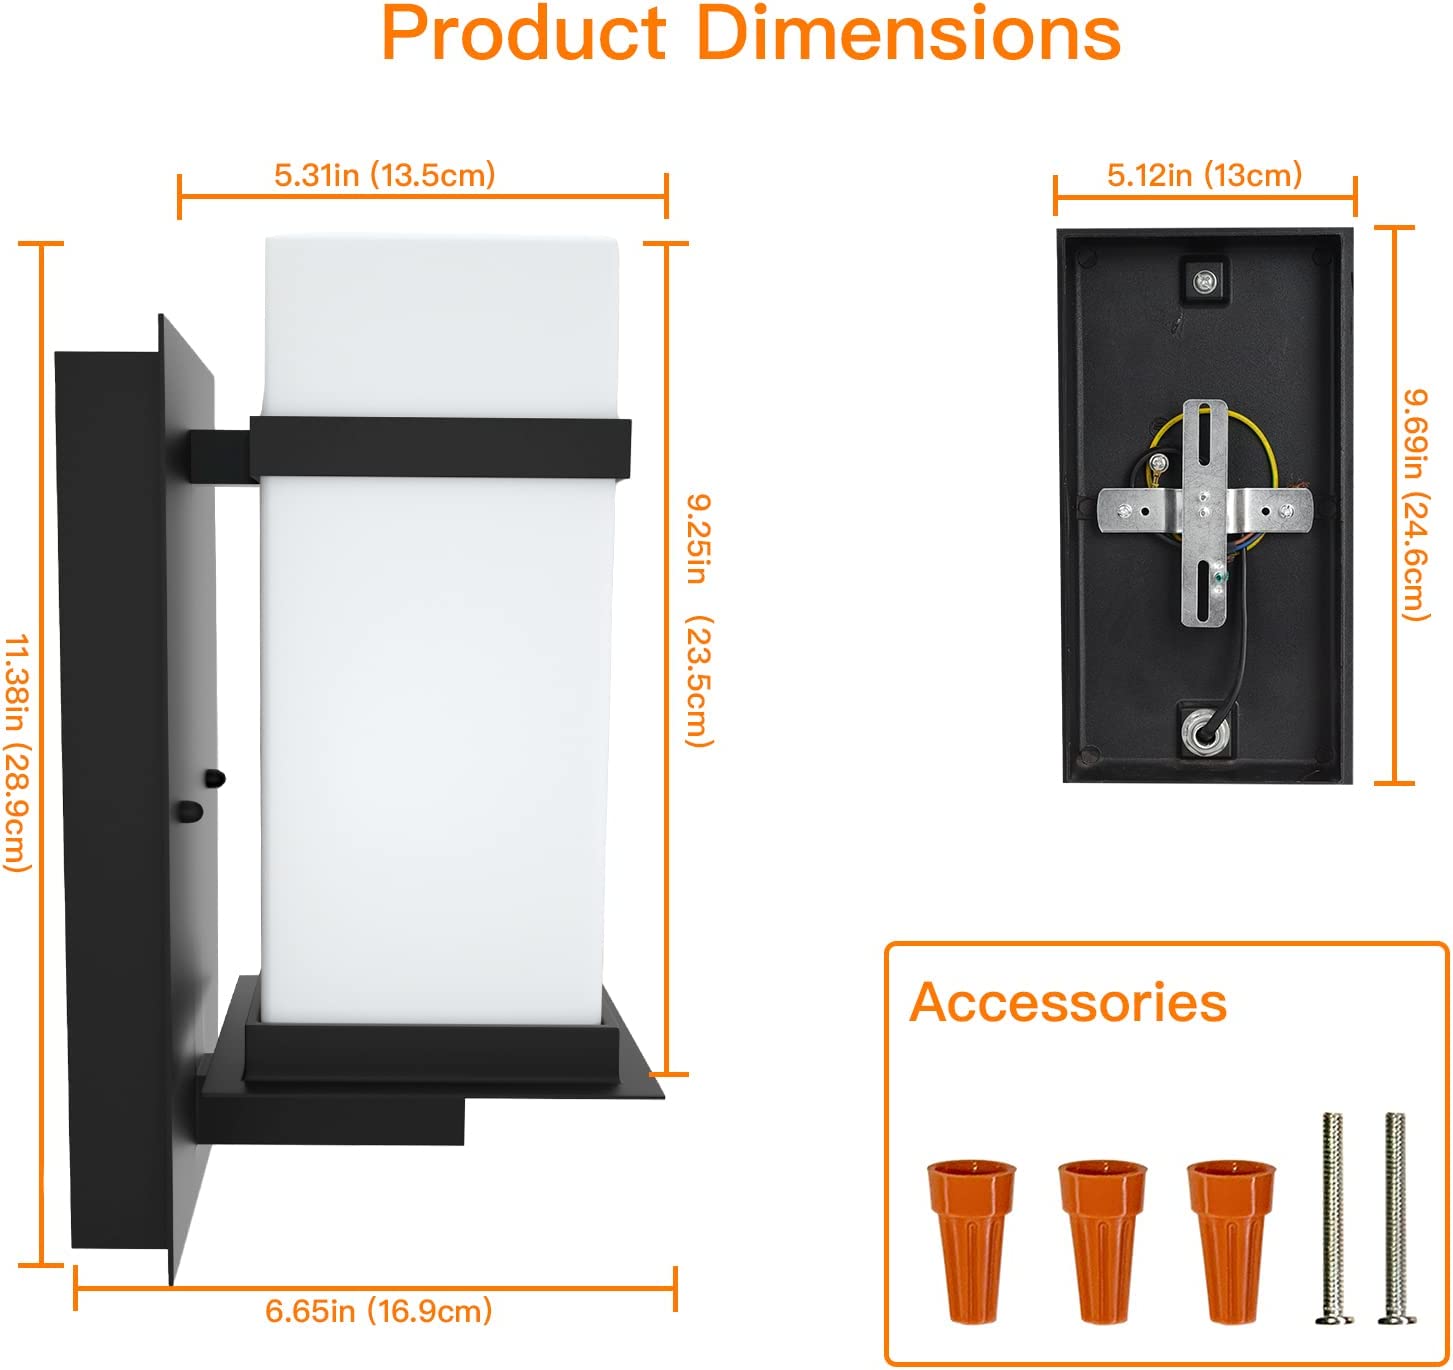 Product Dimensions
5.31in (13.5cm)
5.12in (13cm)
11.38in (28.9cm)
9.25in (23.5cm)
9.69in (24.6cm)
6.65in (16.9cm)
Accessories